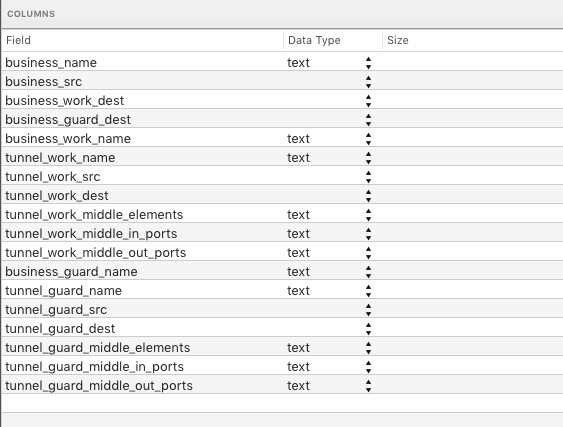 COLUMNS
Field Data Type Size
business_name text
business_src
business_work_dest
business_guard_dest
business_work_name text
tunnel_work_name text
tunnel_work_src
tunnel_work_dest
tunnel_work_middle_elements text
tunnel_work_middle_in_ports text
tunnel_work_middle_out_ports text
business_guard_name text
tunnel_guard_name text
tunnel_guard_src
tunnel_guard_dest
tunnel_guard_middle_elements text
tunnel_guard_middle_in_ports text
tunnel_guard_middle_out_ports text